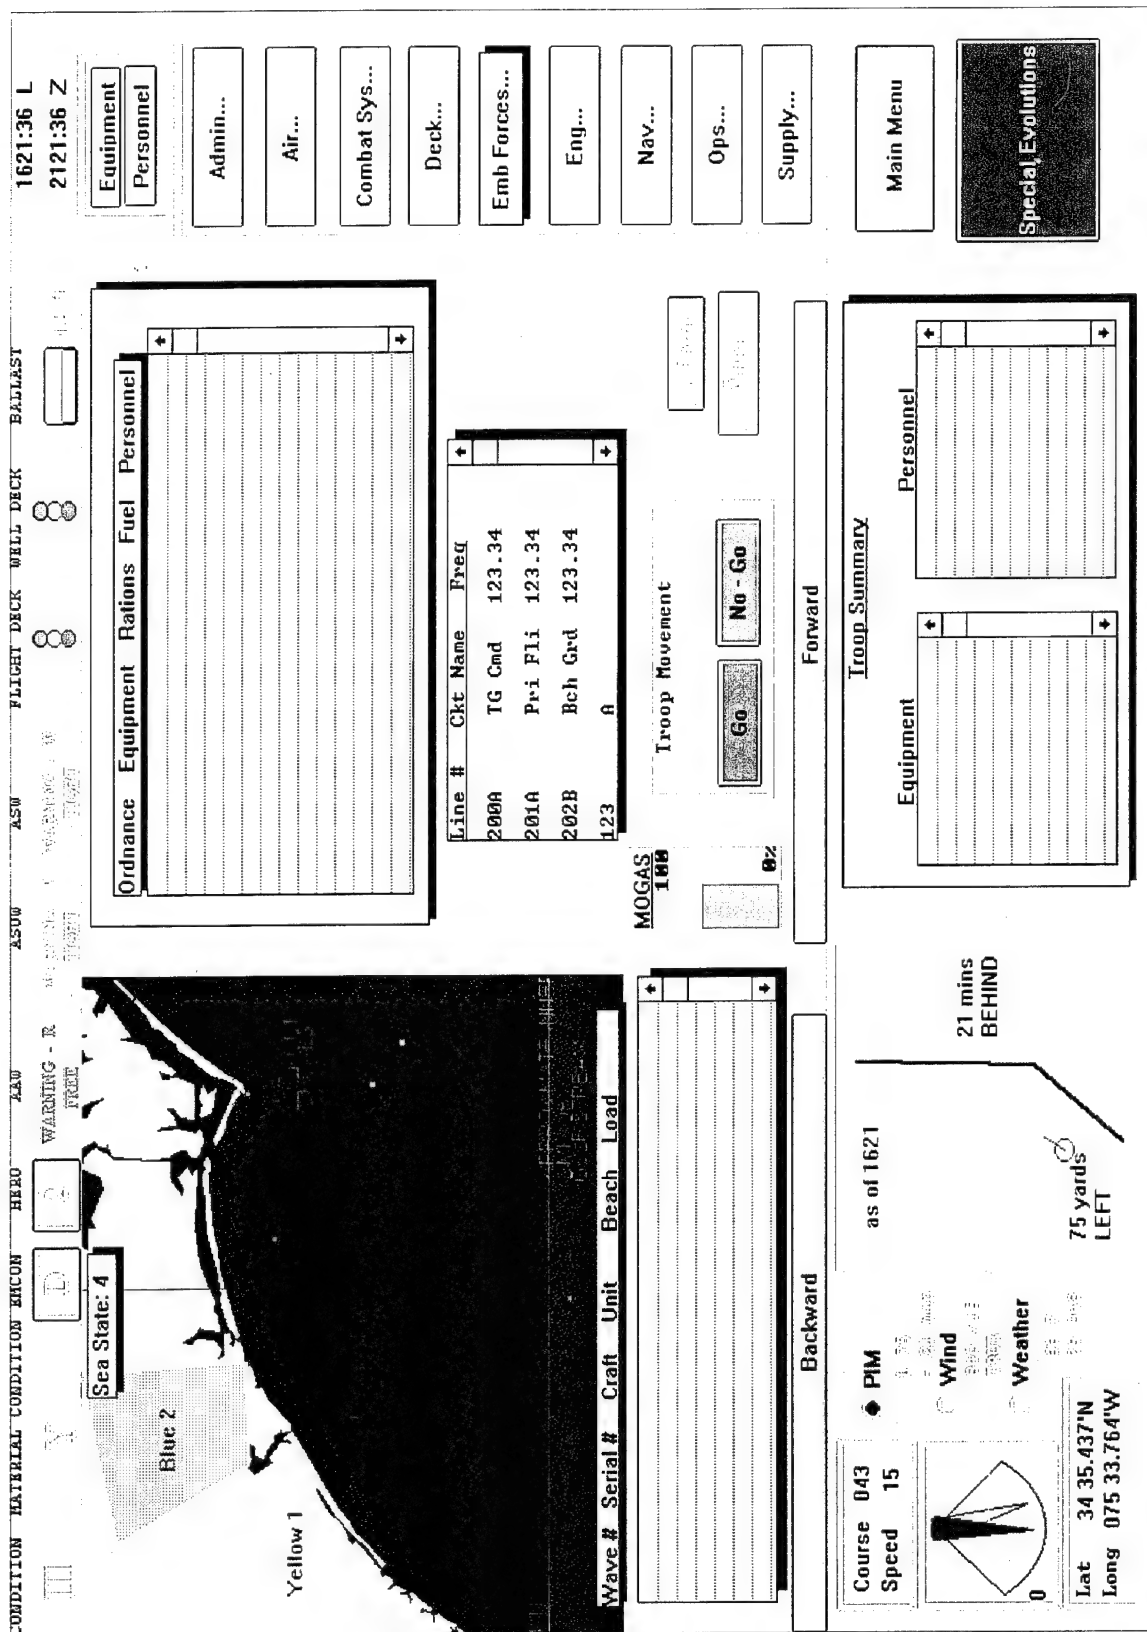 CONDITION MATERIAL CONDITION EMCON HERO AAW ASUW ASW FLIGHT DECK WELL DECK BALLAST
1621:36 L
2121:36 Z
III Y D 2 WARNING - R
FREE
Equipment
Personnel
Sea State: 4
Blue 2
Yellow 1
Ordnance Equipment Rations Fuel Personnel
Line # Ckt Name Freq
200A TG Cmd 123.34
201A Pri Fli 123.34
202B Bch Grd 123.34
123 A
Wave # Serial # Craft Unit Beach Load
MOGAS
100
0%
Troop Movement
Go No - Go
Backward Forward
Admin...
Air...
Combat Sys...
Deck...
Emb Forces...
Eng...
Nav...
Ops...
Supply...
Main Menu
Special Evolutions
Course 043
Speed 15
0
Lat 34 35.437'N
Long 075 33.764'W
PIM
Wind
Weather
as of 1621
21 mins
BEHIND
75 yards
LEFT
Troop Summary
Equipment Personnel